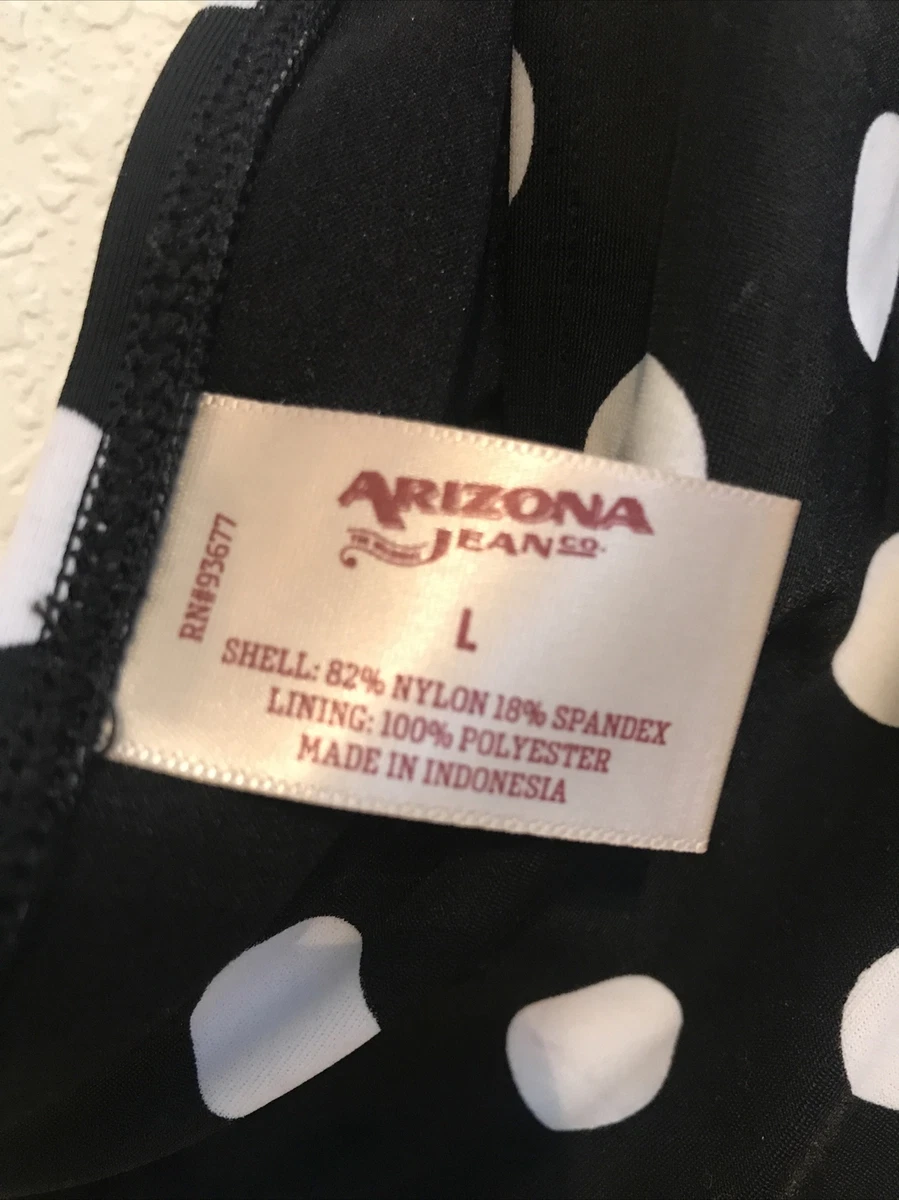 ARIZONA
JEAN CO.
RN#93677
L
SHELL: 82% NYLON 18% SPANDEX
LINING: 100% POLYESTER
MADE IN INDONESIA